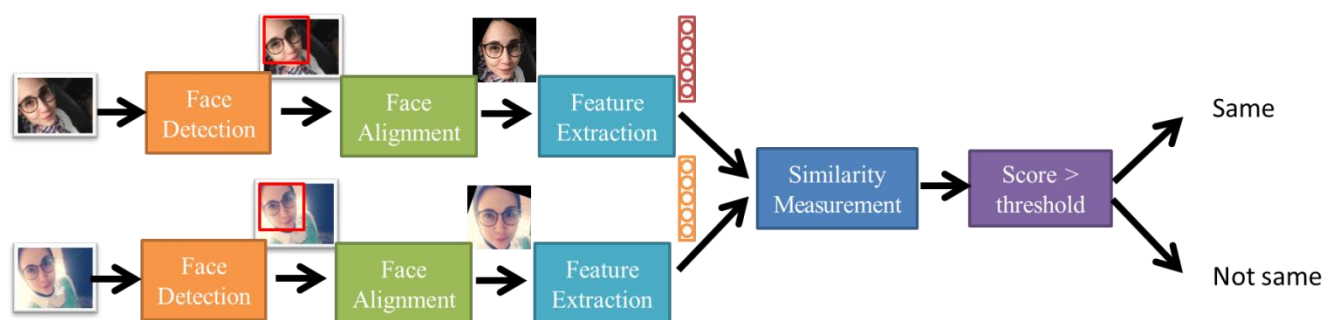 Face
Detection
Face
Alignment
Feature
Extraction
Similarity
Measurement
Score >
threshold
Same
Not same
Face
Detection
Face
Alignment
Feature
Extraction